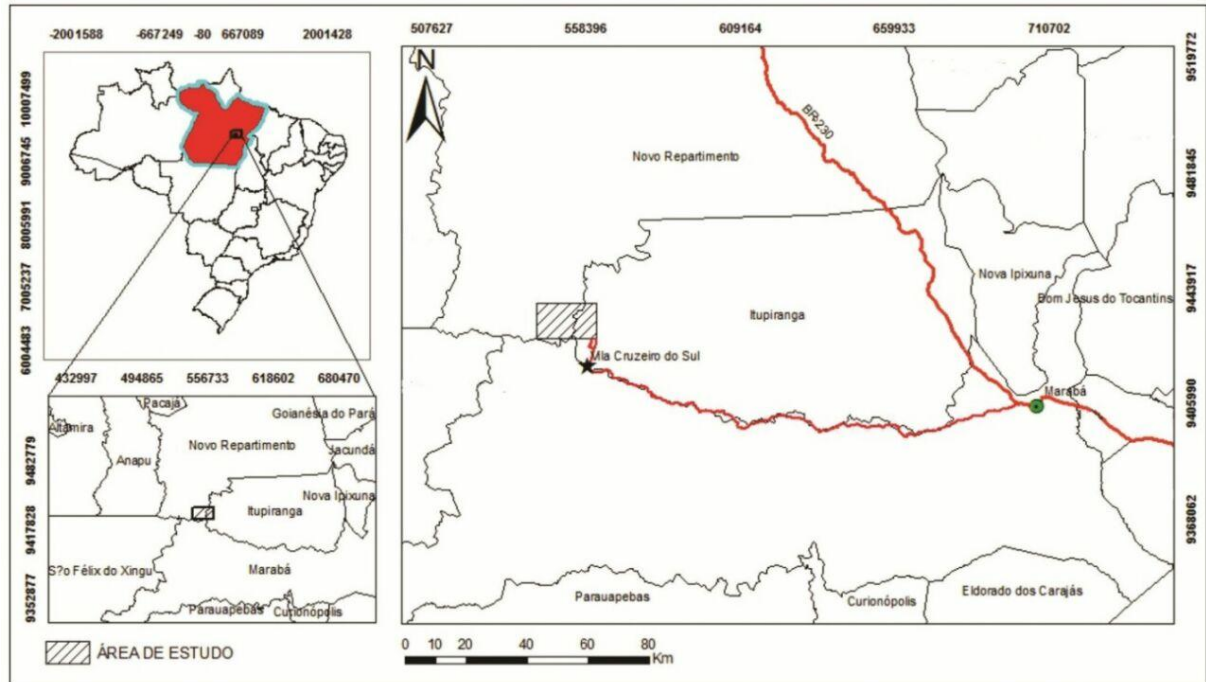 -2001588 -667249 -80 667089 2001428
10007499
9006745
8005991
7005237
6004483
432997 494865 556733 618602 680470
Pacajá
Goianésia do Pará
Altamira
Novo Repartimento
Anapu
Jacundá
Nova Ipixuna
Itupiranga
S?o Félix do Xingu
Marabá
Parauapebas
Curionópolis
9482779
9417828
9352877
ÁREA DE ESTUDO
507627 558396 609164 659933 710702
N
BR-230
Novo Repartimento
Nova Ipixuna
Bom Jesus do Tocantins
Itupiranga
Mla Cruzeiro do Sul
Marabá
Parauapebas
Curionópolis
Eldorado dos Carajás
9519772
9481845
9443917
9405990
9368062
0 10 20 40 60 80
Km